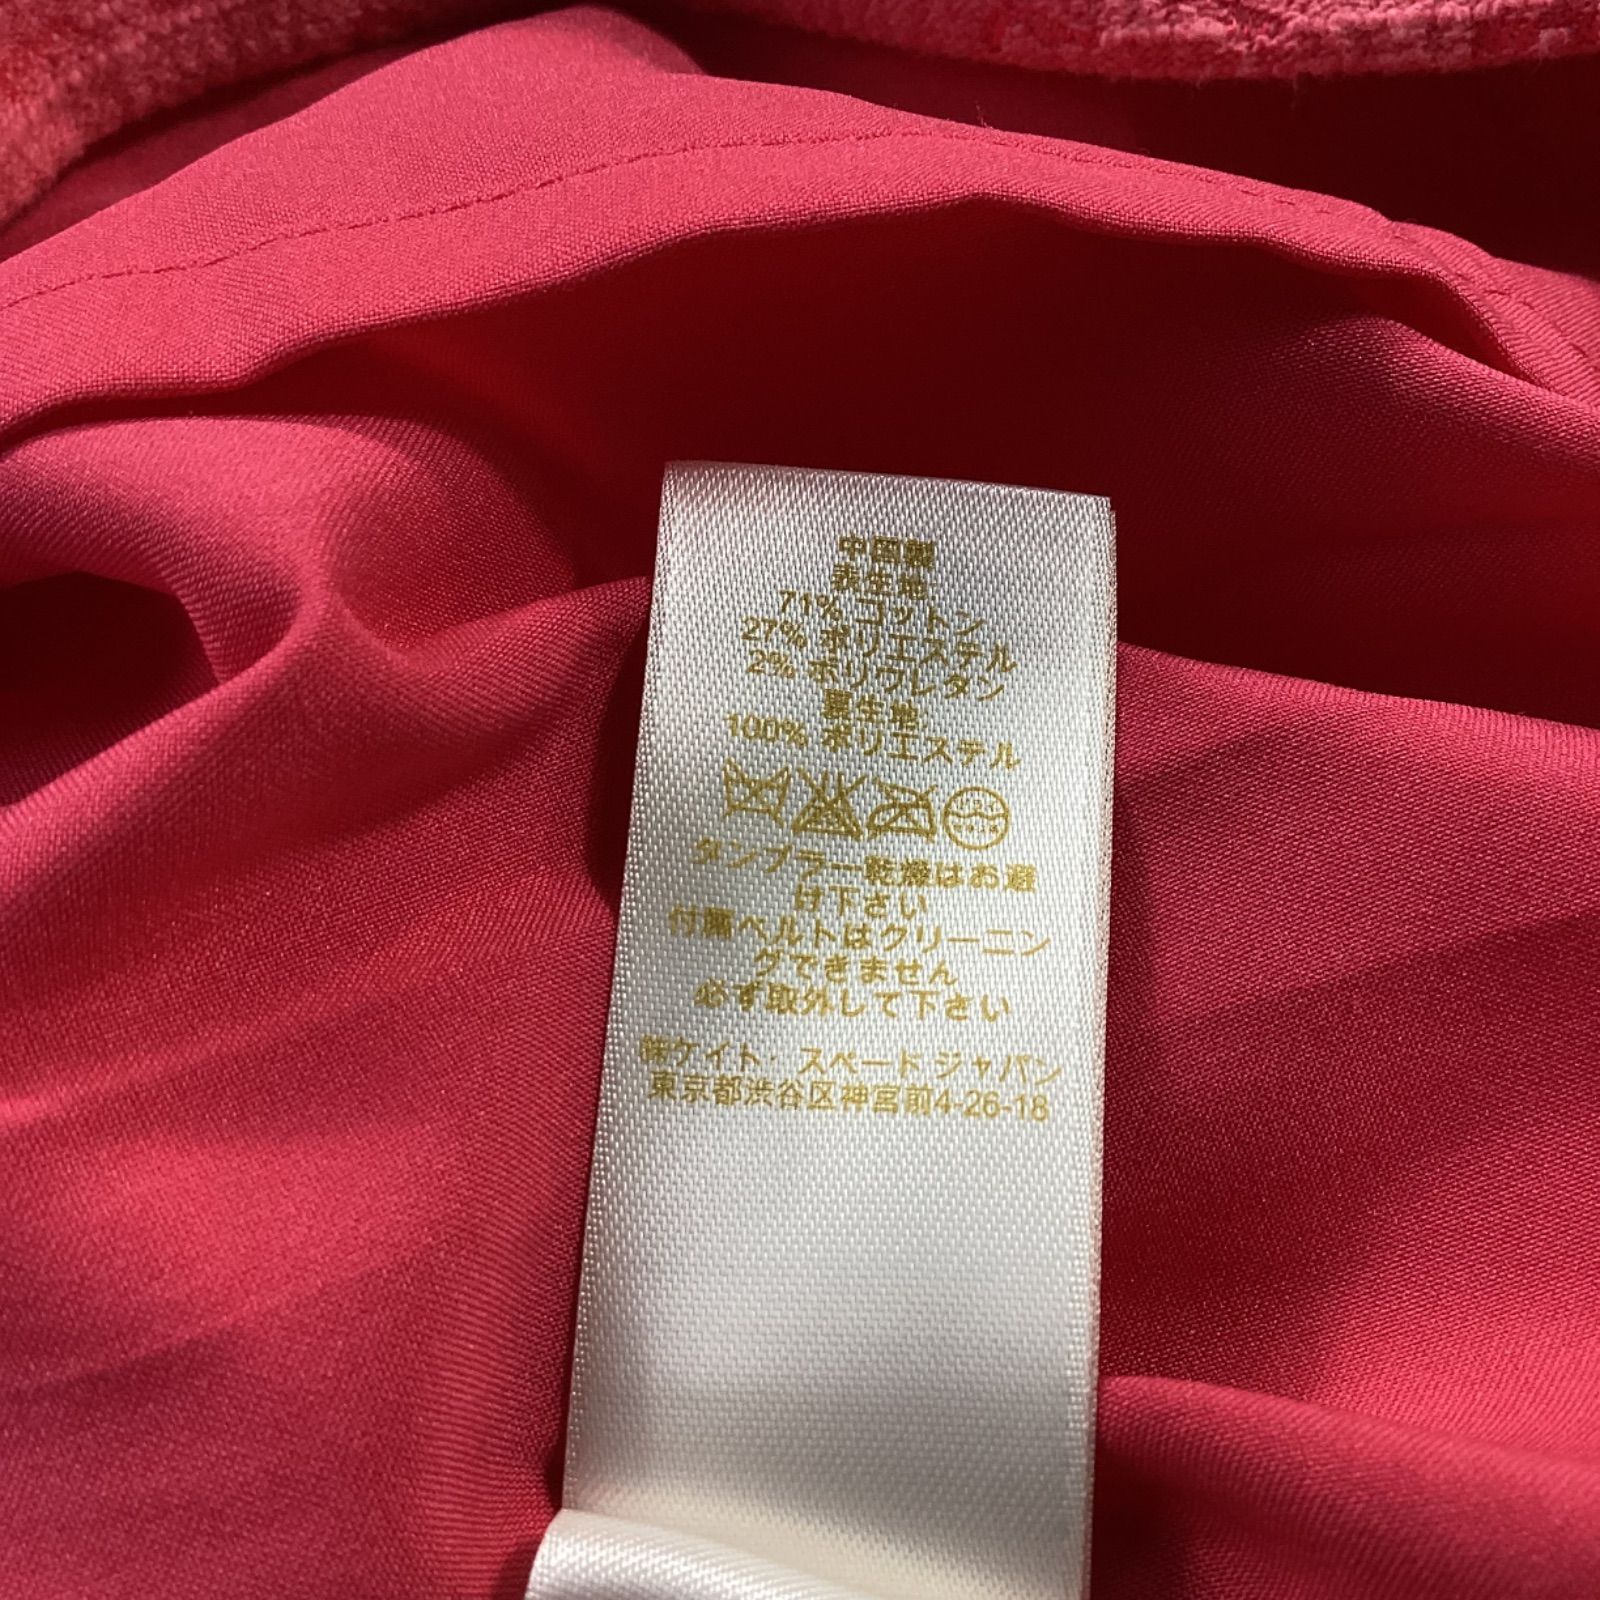 中国製
表生地
71% コットン
27% ポリエステル
2% ポリウレタン
裏生地
100% ポリエステル
タンブラー乾燥はお避
け下さい
付属ベルトはクリーニン
グできません
必ず取外して下さい
㈱ケイト・スペードジャパン
東京都渋谷区神宮前4-26-18